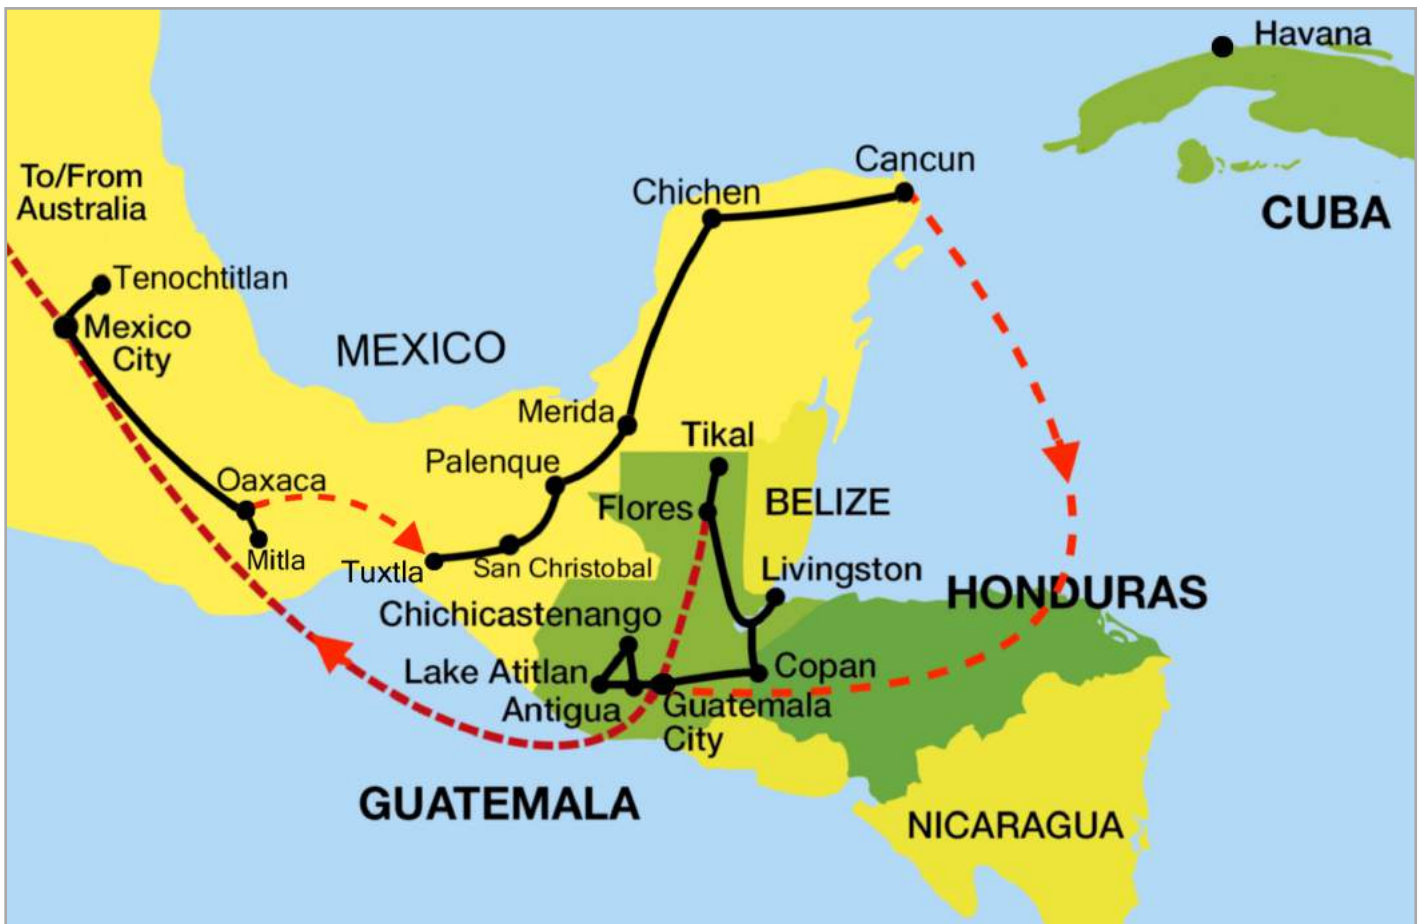 Havana
Cancun
To/From
Australia
Chichen
CUBA
Tenochtitlan
Mexico
City
MEXICO
Merida
Tikal
Palenque
Oaxaca
Flores
BELIZE
Mitla
Tuxtla
San Christobal
Livingston
HONDURAS
Chichicastenango
Lake Atitlan
Copan
Antigua
Guatemala
City
GUATEMALA
NICARAGUA